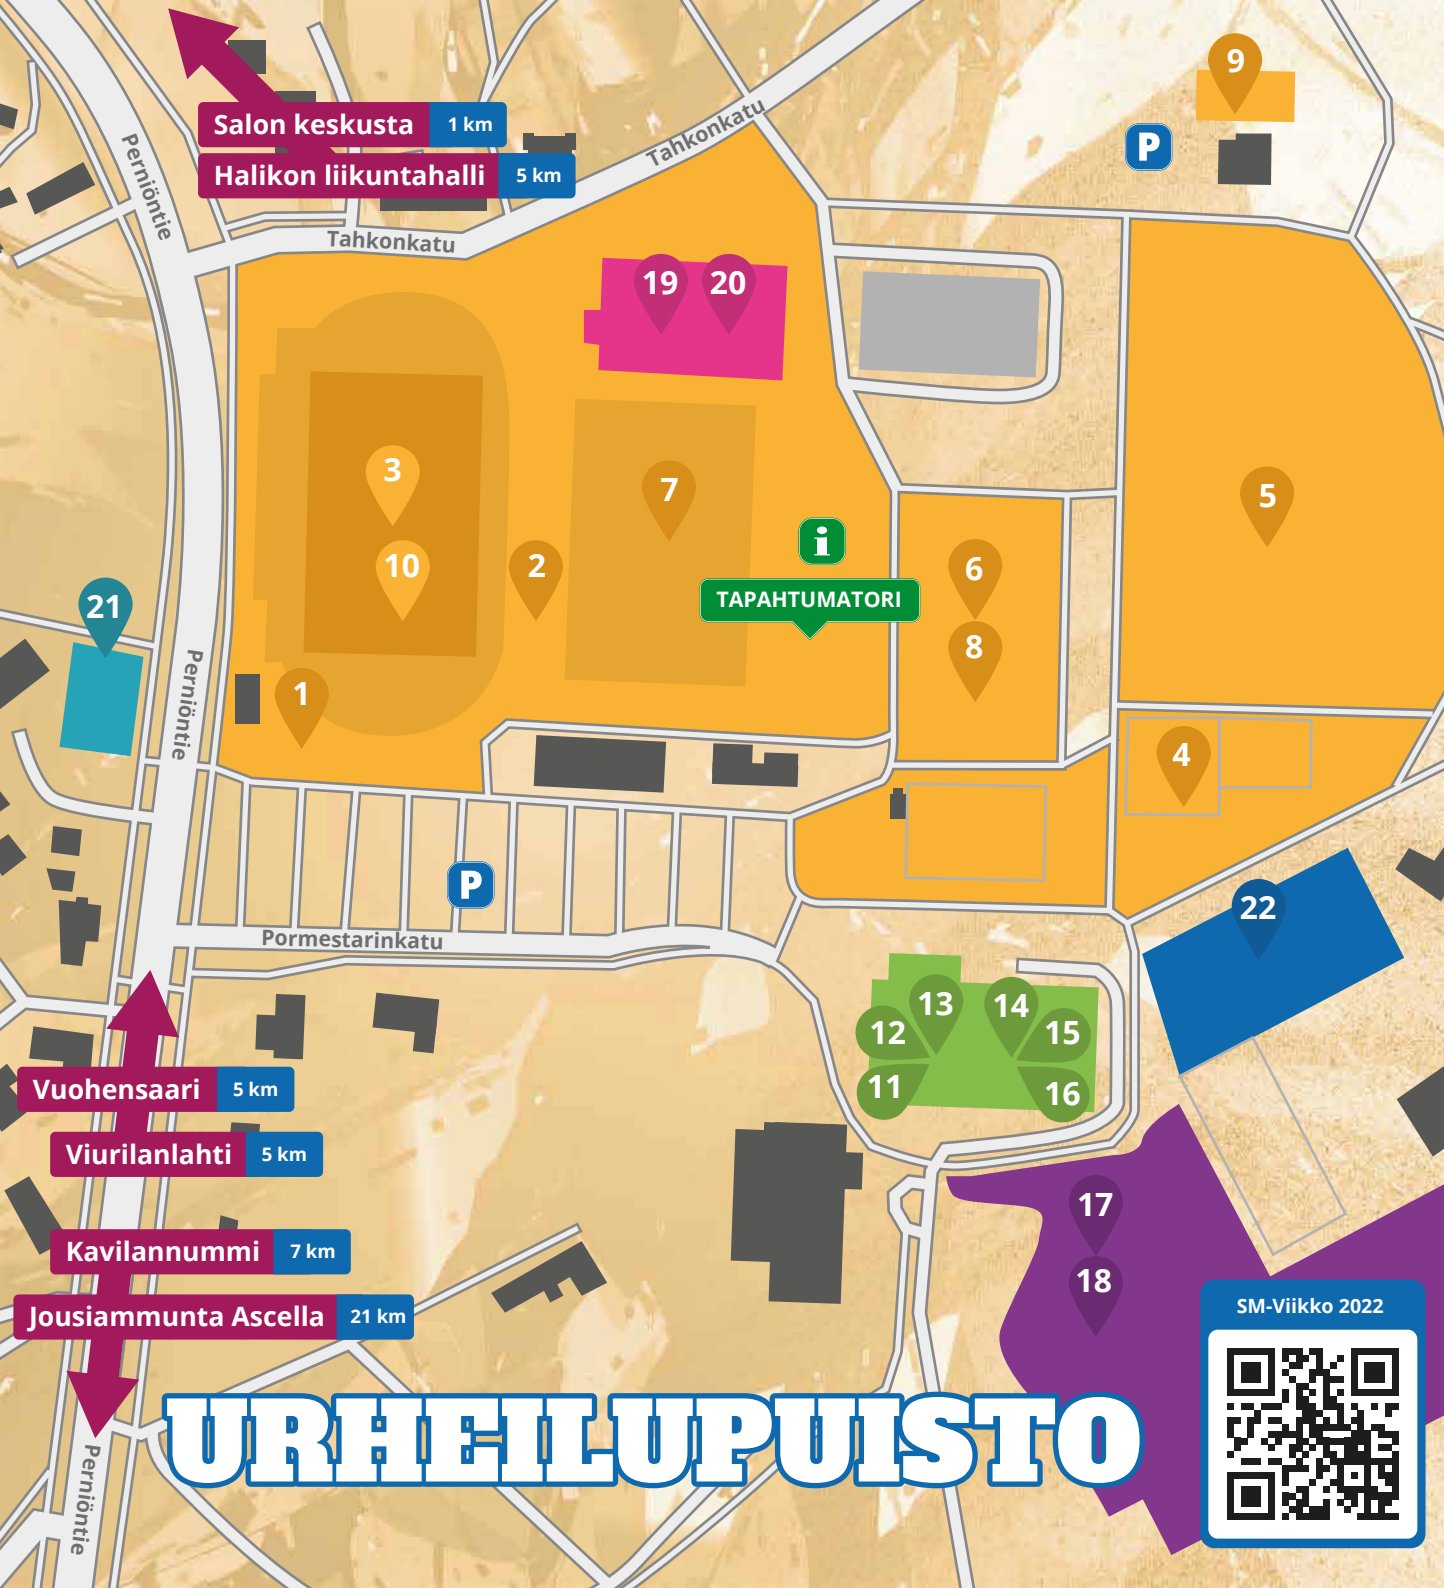 Salon keskusta 1 km
Halikon liikuntahalli 5 km
Tahkonkatu
Tahkonkatu
Perniöntie
9
P
19
20
3
10
2
7
i
TAPAHTUMATORI
6
8
5
21
1
Perniöntie
4
P
Pormestarinkatu
22
13
14
12
15
11
16
Vuohensaari 5 km
Viurilanlahti 5 km
Kavilannummi 7 km
Jousiammunta Ascella 21 km
17
18
SM-Viikko 2022
URHEILUPUISTO
Perniöntie